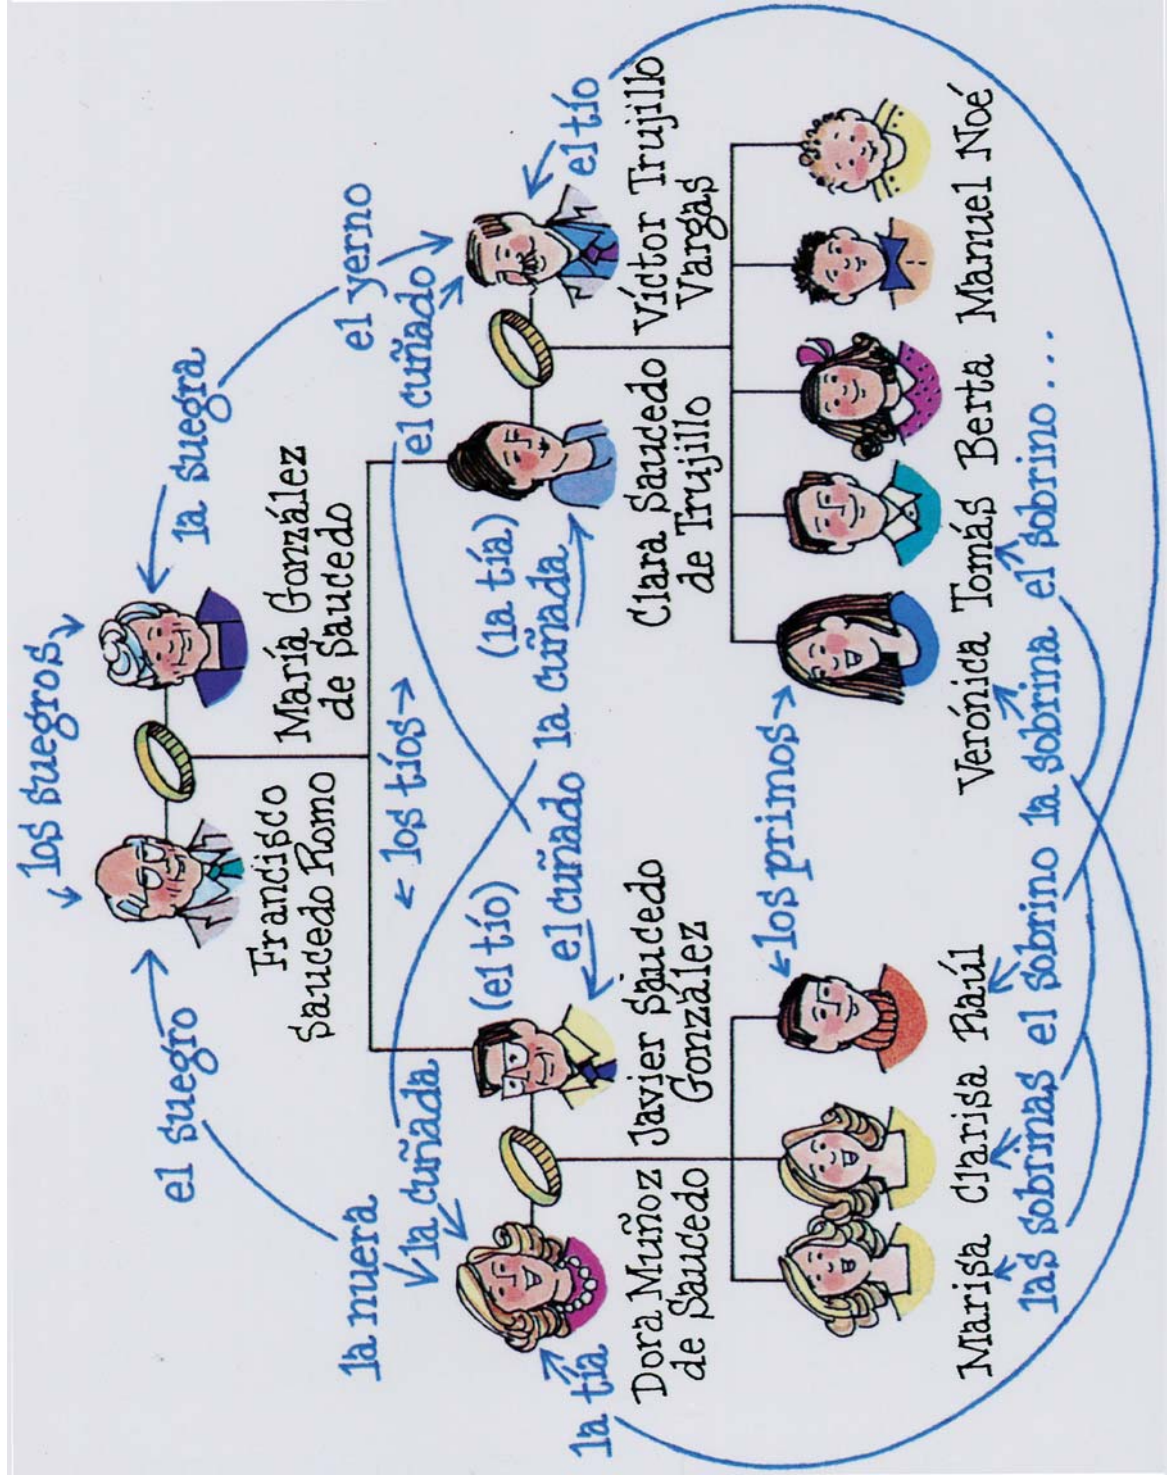 los suegros
el suegro
la suegra
Francisco
Saucedo Romo
María González
de Saucedo
la nuera
el yerno
la cuñada
los tíos
el cuñado
la tía
(el tío)
(la tía)
el tío
el cuñado
la cuñada
Dora Muñoz
de Saucedo
Javier Saucedo
González
Clara Saucedo
de Trujillo
Víctor Trujillo
Vargas
los primos
Marisa Clarisa Raúl
Verónica Tomás Berta Manuel Noé
las sobrinas el sobrino la sobrina el sobrino...